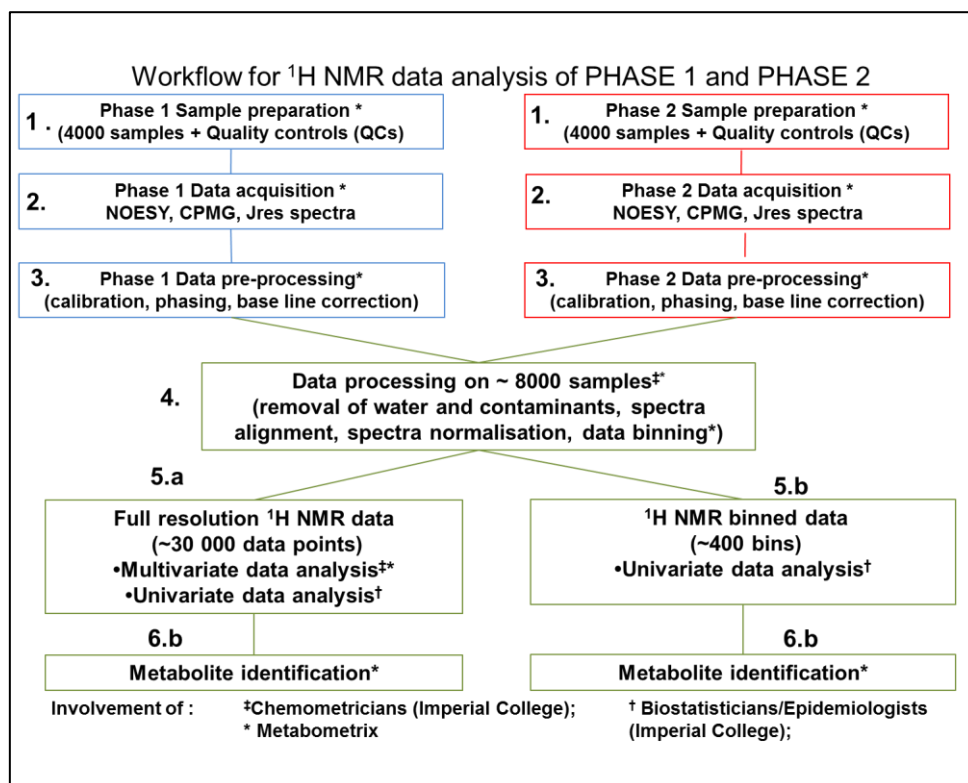 Workflow for ¹H NMR data analysis of PHASE 1 and PHASE 2
1 .
Phase 1 Sample preparation *
(4000 samples + Quality controls (QCs)
1.
Phase 2 Sample preparation *
(4000 samples + Quality controls (QCs)
2.
Phase 1 Data acquisition *
NOESY, CPMG, Jres spectra
2.
Phase 2 Data acquisition *
NOESY, CPMG, Jres spectra
3.
Phase 1 Data pre-processing*
(calibration, phasing, base line correction)
3.
Phase 2 Data pre-processing*
(calibration, phasing, base line correction)
4.
Data processing on ~ 8000 samples‡*
(removal of water and contaminants, spectra
alignment, spectra normalisation, data binning*)
5.a
Full resolution ¹H NMR data
(~30 000 data points)
•Multivariate data analysis‡*
•Univariate data analysis†
5.b
¹H NMR binned data
(~400 bins)
•Univariate data analysis†
6.b
Metabolite identification*
6.b
Metabolite identification*
Involvement of :
‡Chemometricians (Imperial College);
* Metabometrix
† Biostatisticians/Epidemiologists
(Imperial College);